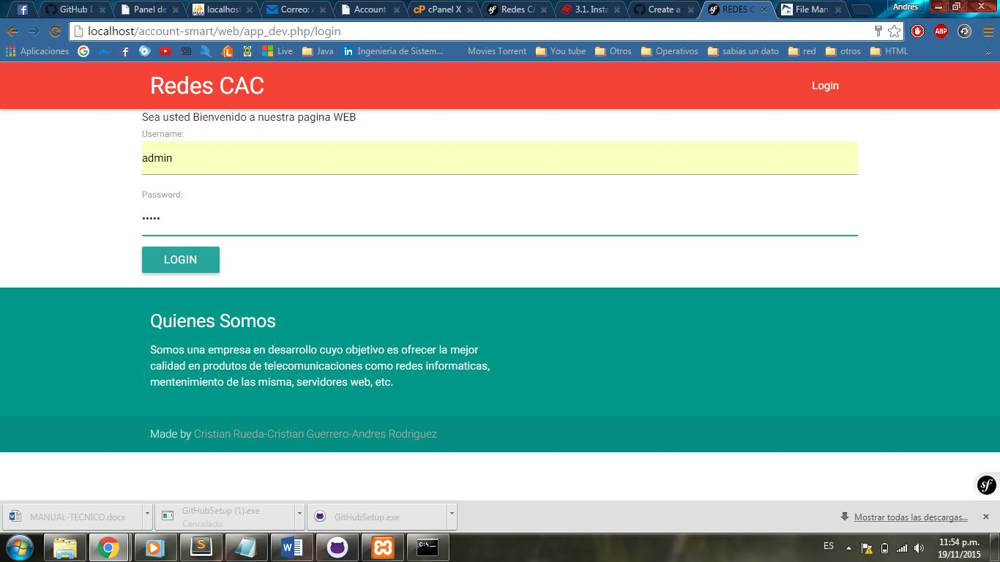 GitHub D
Panel de
localhost
Correo: A
Account
cPanel X
Redes CA
3.1. Insta
Create a
REDES C
File Man
Andres
localhost/account-smart/web/app_dev.php/login
ABP
Aplicaciones
Live
Java
Ingenieria de Sistem...
Movies Torrent
You tube
Otros
Operativos
sabias un dato
red
otros
HTML
»
Redes CAC
Login
Sea usted Bienvenido a nuestra pagina WEB
Username:
admin
Password:
•••••
LOGIN
Quienes Somos
Somos una empresa en desarrollo cuyo objetivo es ofrecer la mejor
calidad en produtos de telecomunicaciones como redes informaticas,
mentenimiento de las misma, servidores web, etc.
Made by Cristian Rueda-Cristian Guerrero-Andres Rodriguez
sf
MANUAL-TECNICO.docx
GitHubSetup (1).exe
Cancelado
GitHubSetup.exe
Mostrar todas las descargas...
ES
11:54 p.m.
19/11/2015